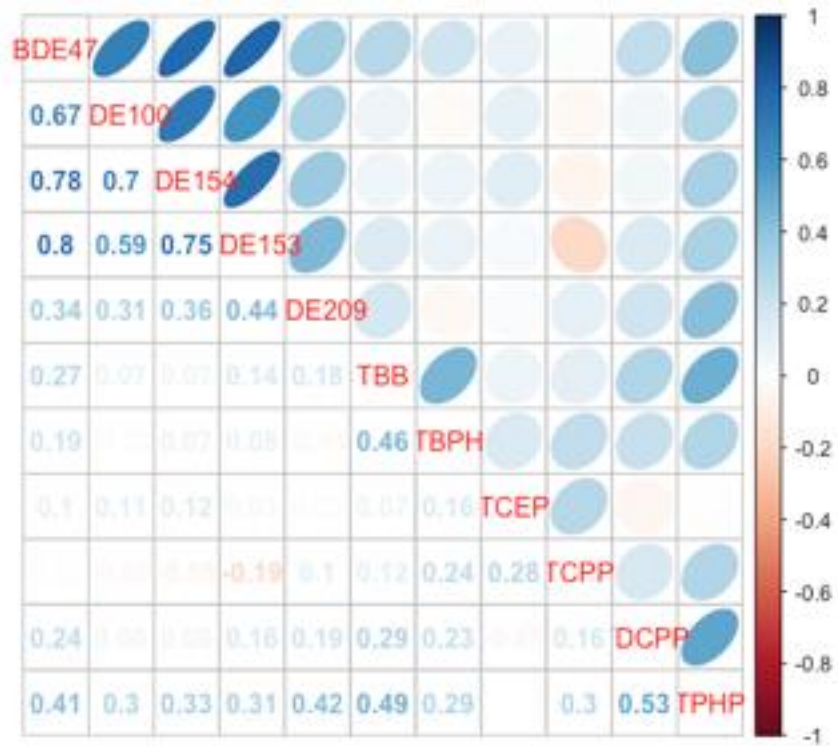 BDE47
0.67 DE100
0.78 0.7 DE154
0.8 0.59 0.75 DE153
0.34 0.31 0.36 0.44 DE209
0.27 0.07 0.07 0.14 0.18 TBB
0.19 0.07 0.08 0.46 TBPH
0.1 0.11 0.12 0.07 0.16 TCEP
-0.19 0.1 0.12 0.24 0.28 TCPP
0.24 0.16 0.19 0.29 0.23 0.16 DCPP
0.41 0.3 0.33 0.31 0.42 0.49 0.29 0.3 0.53 TPHP
1
0.8
0.6
0.4
0.2
0
-0.2
-0.4
-0.6
-0.8
-1